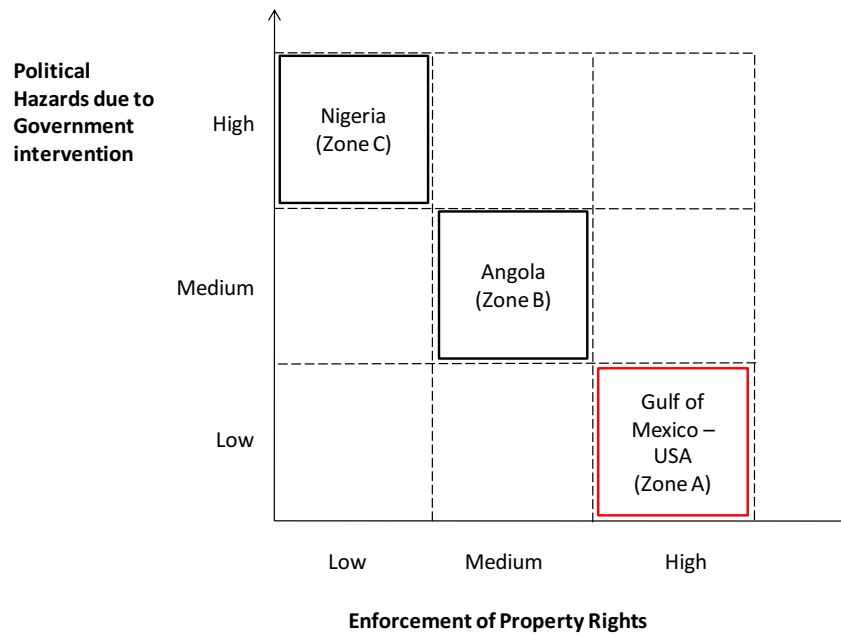 Political
Hazards due to
Government
intervention
High
Nigeria
(Zone C)
Medium
Angola
(Zone B)
Low
Gulf of
Mexico –
USA
(Zone A)
Low
Medium
High
Enforcement of Property Rights